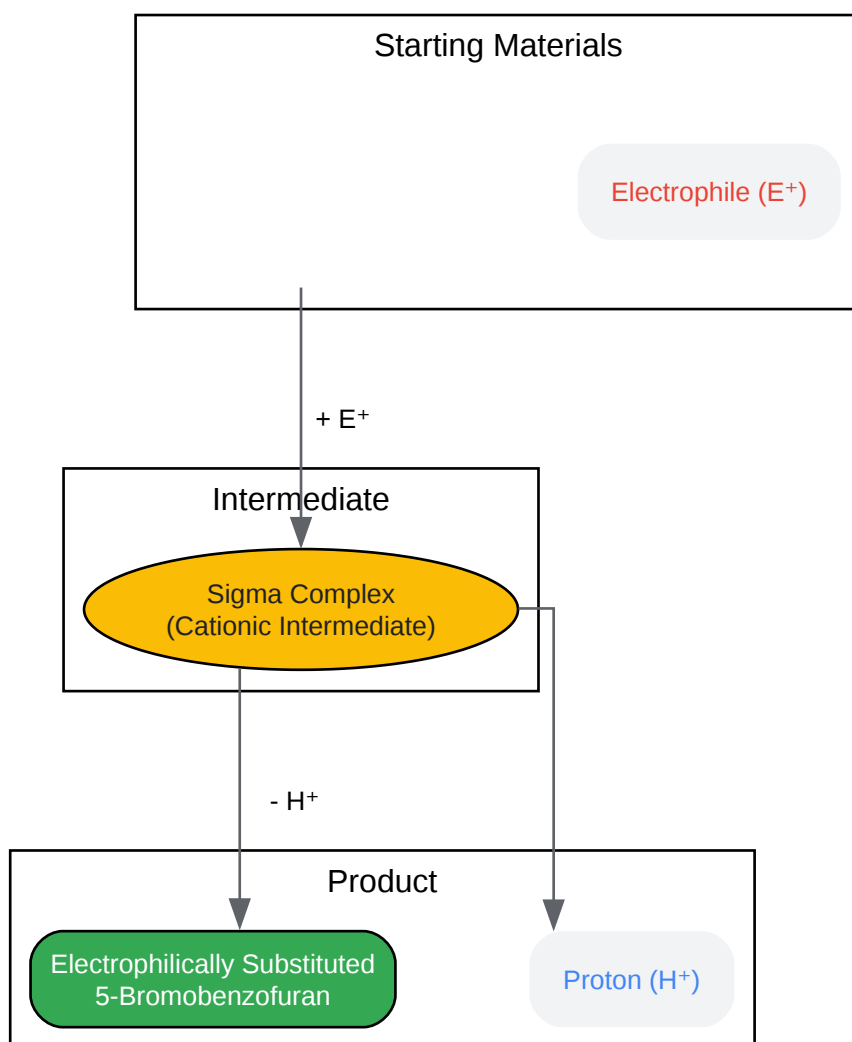 Starting Materials
Electrophile (E⁺)
+ E⁺
Intermediate
Sigma Complex
(Cationic Intermediate)
- H⁺
Product
Electrophilically Substituted
5-Bromobenzofuran
Proton (H⁺)